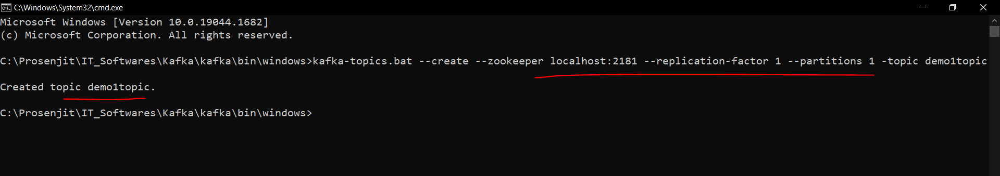 C:\Windows\System32\cmd.exe
Microsoft Windows [Version 10.0.19044.1682]
(c) Microsoft Corporation. All rights reserved.
C:\Prosenjit\IT_Softwares\Kafka\kafka\bin\windows>kafka-topics.bat --create --zookeeper localhost:2181 --replication-factor 1 --partitions 1 -topic demo1topic
Created topic demo1topic.
C:\Prosenjit\IT_Softwares\Kafka\kafka\bin\windows>